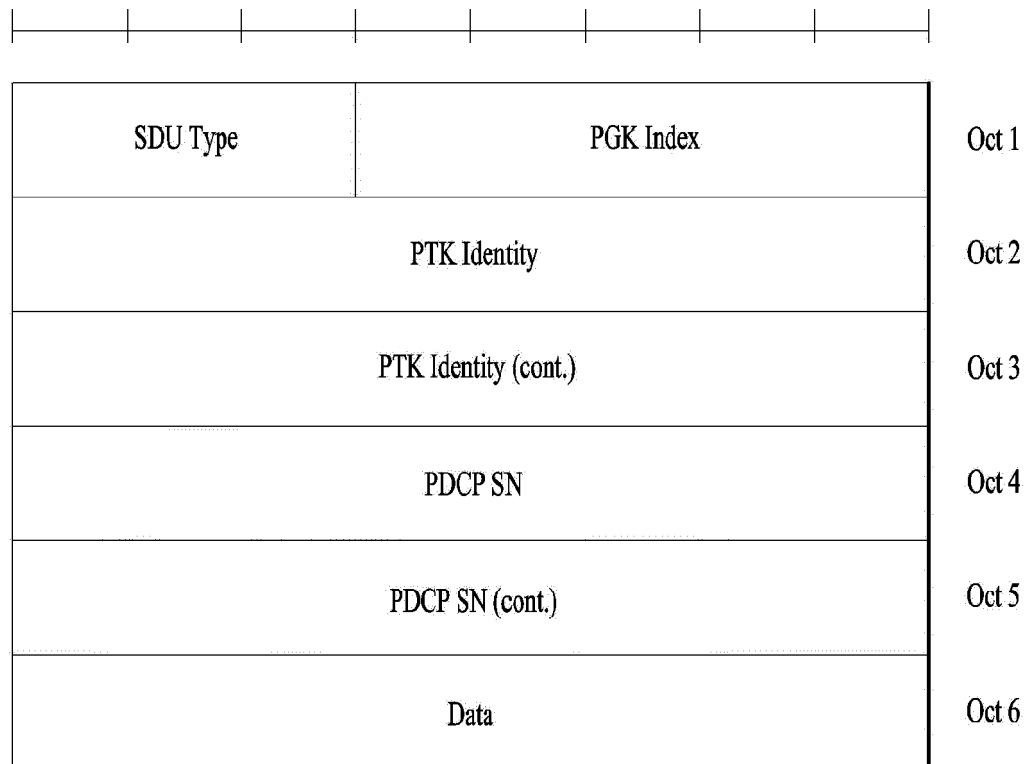 SDU Type PGK Index Oct 1
PTK Identity Oct 2
PTK Identity (cont.) Oct 3
PDCP SN Oct 4
PDCP SN (cont.) Oct 5
Data Oct 6